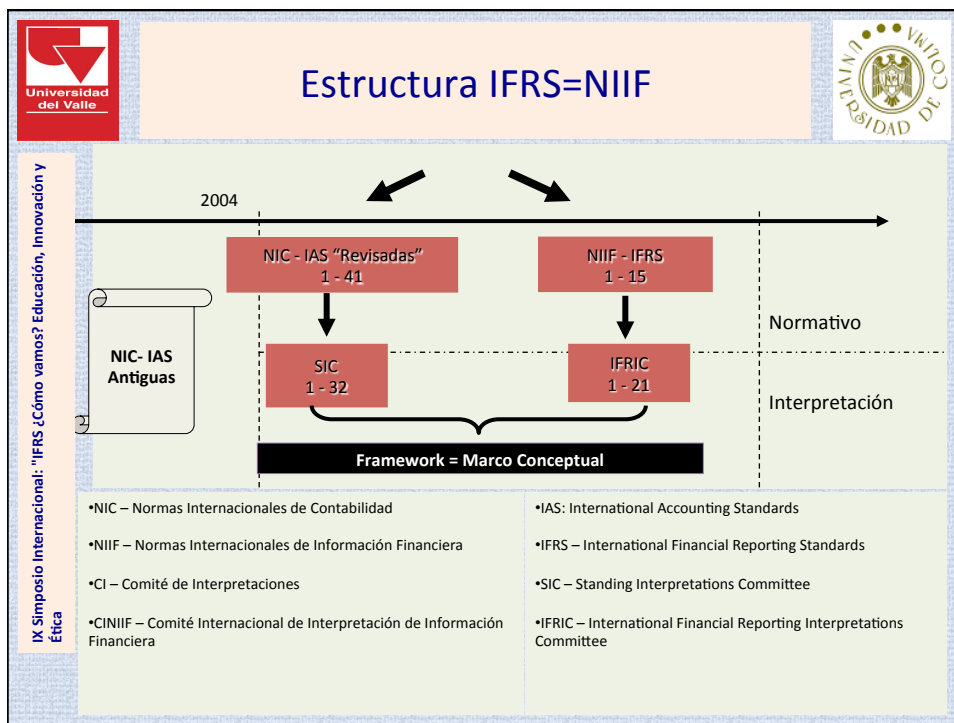 Universidad
del Valle
Estructura IFRS=NIIF
UNIVERSIDAD DE COLIMA
IX Simposio Internacional: "IFRS ¿Cómo vamos? Educación, Innovación y
Ética
2004
NIC - IAS “Revisadas”
1 - 41
NIIF - IFRS
1 - 15
Normativo
NIC- IAS
Antiguas
SIC
1 - 32
IFRIC
1 - 21
Interpretación
Framework = Marco Conceptual
•NIC – Normas Internacionales de Contabilidad
•NIIF – Normas Internacionales de Información Financiera
•CI – Comité de Interpretaciones
•CINIIF – Comité Internacional de Interpretación de Información
Financiera
•IAS: International Accounting Standards
•IFRS – International Financial Reporting Standards
•SIC – Standing Interpretations Committee
•IFRIC – International Financial Reporting Interpretations
Committee